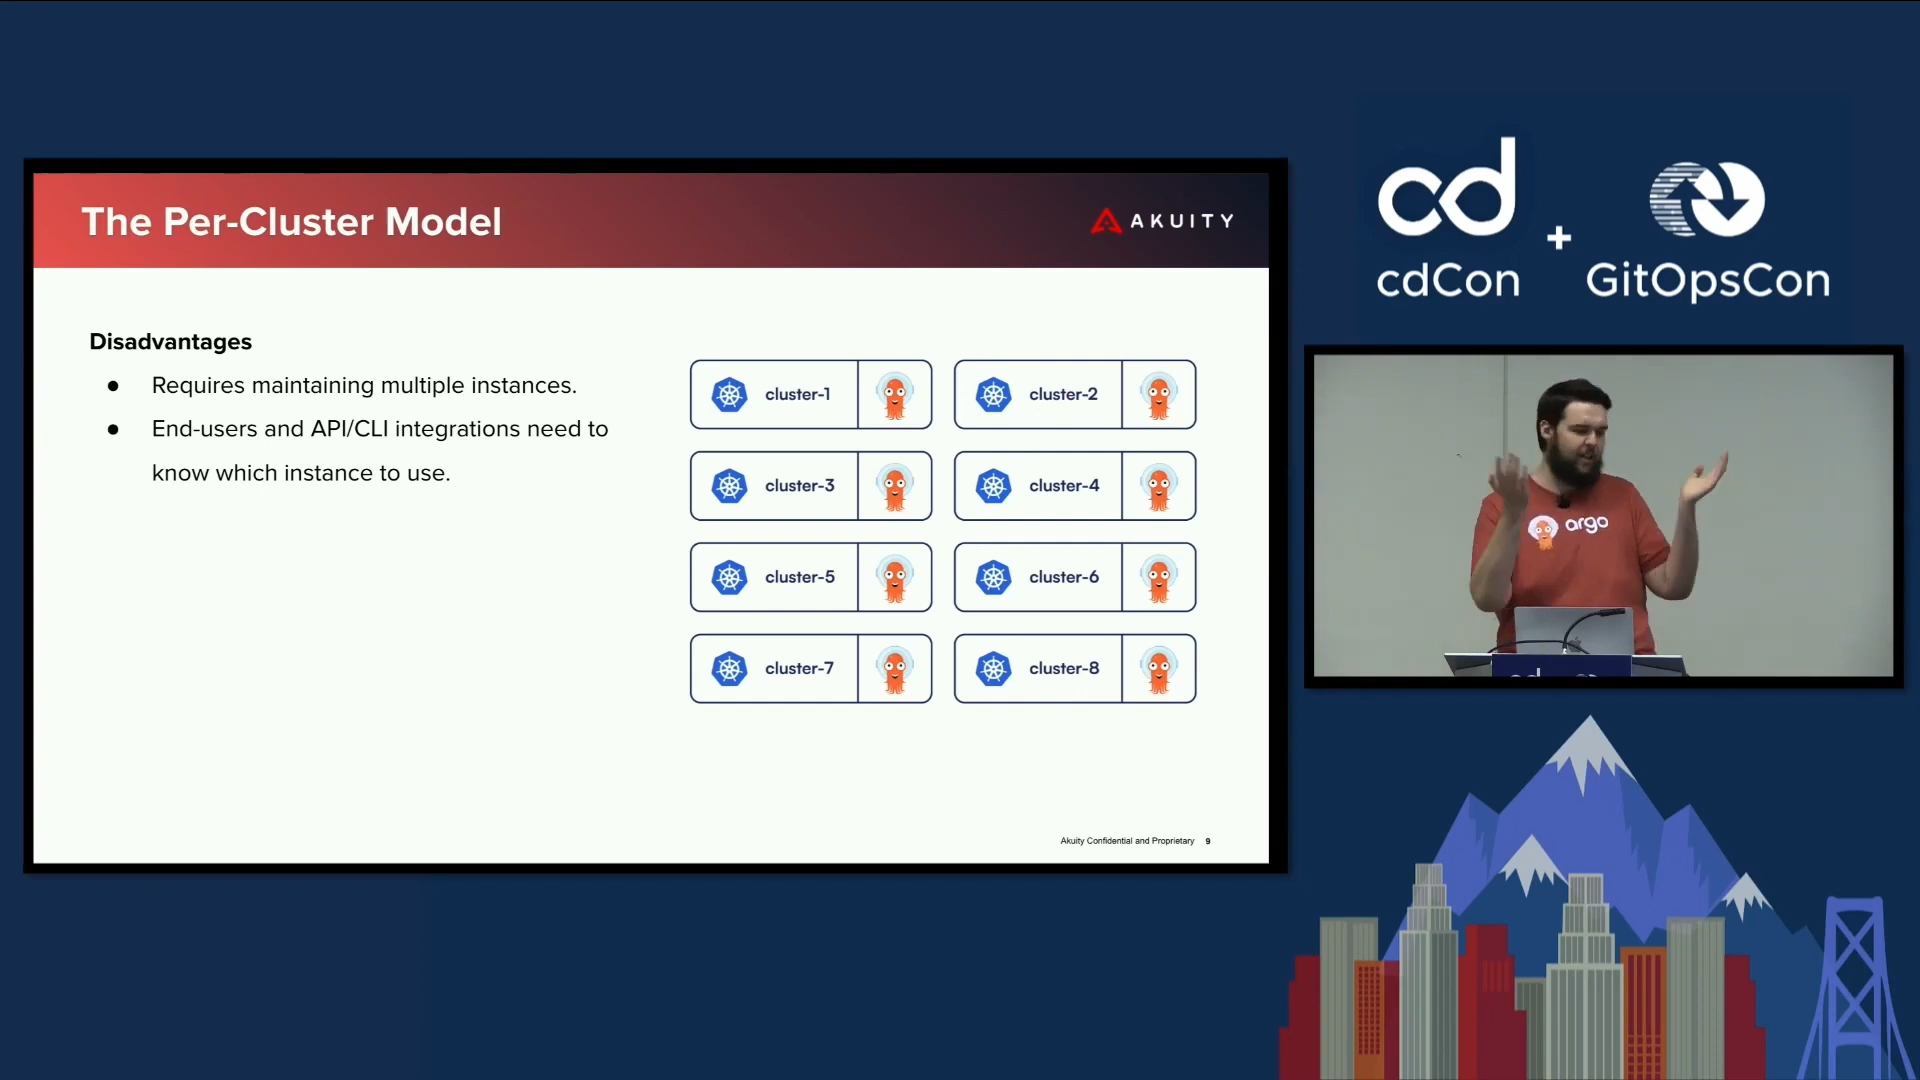 The Per-Cluster Model
AKUITY
Disadvantages
● Requires maintaining multiple instances.
● End-users and API/CLI integrations need to
know which instance to use.
cluster-1
cluster-2
cluster-3
cluster-4
cluster-5
cluster-6
cluster-7
cluster-8
Akuity Confidential and Proprietary 9
cd
cdCon
+
GitOpsCon
argo
cd